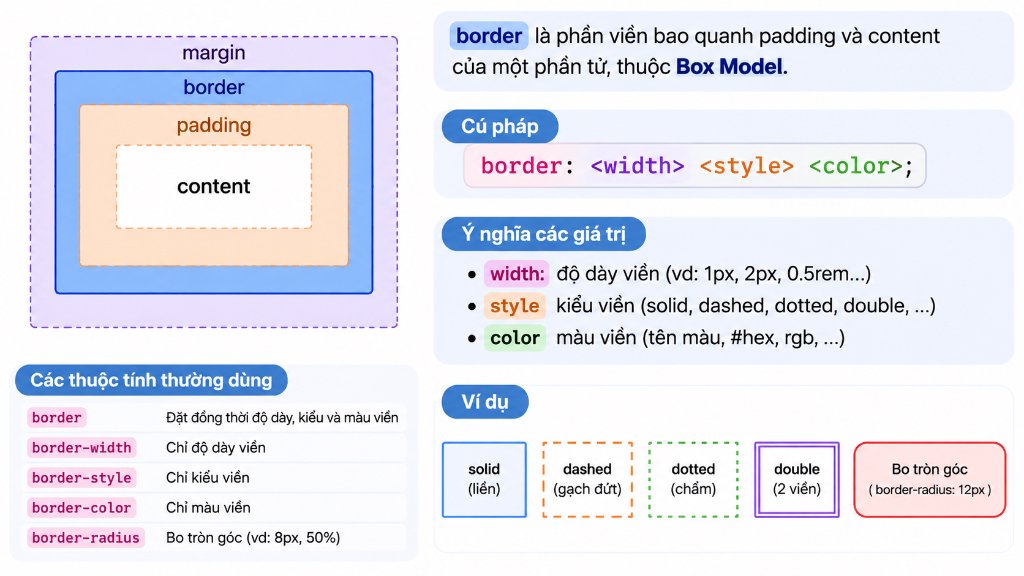 margin
border
padding
content
Các thuộc tính thường dùng
border Đặt đồng thời độ dày, kiểu và màu viền
border-width Chỉ độ dày viền
border-style Chỉ kiểu viền
border-color Chỉ màu viền
border-radius Bo tròn góc (vd: 8px, 50%)
border là phần viền bao quanh padding và content
của một phần tử, thuộc Box Model.
Cú pháp
border: <width> <style> <color>;
Ý nghĩa các giá trị
• width: độ dày viền (vd: 1px, 2px, 0.5rem...)
• style kiểu viền (solid, dashed, dotted, double, ...)
• color màu viền (tên màu, #hex, rgb, ...)
Ví dụ
solid
(liền)
dashed
(gạch đứt)
dotted
(chấm)
double
(2 viền)
Bo tròn góc
( border-radius: 12px )